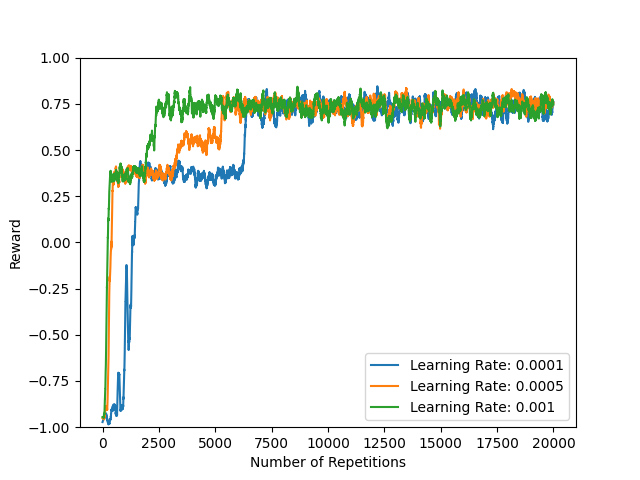 1.00
0.75
0.50
0.25
0.00
−0.25
−0.50
−0.75
−1.00
Reward
Learning Rate: 0.0001
Learning Rate: 0.0005
Learning Rate: 0.001
0 2500 5000 7500 10000 12500 15000 17500 20000
Number of Repetitions